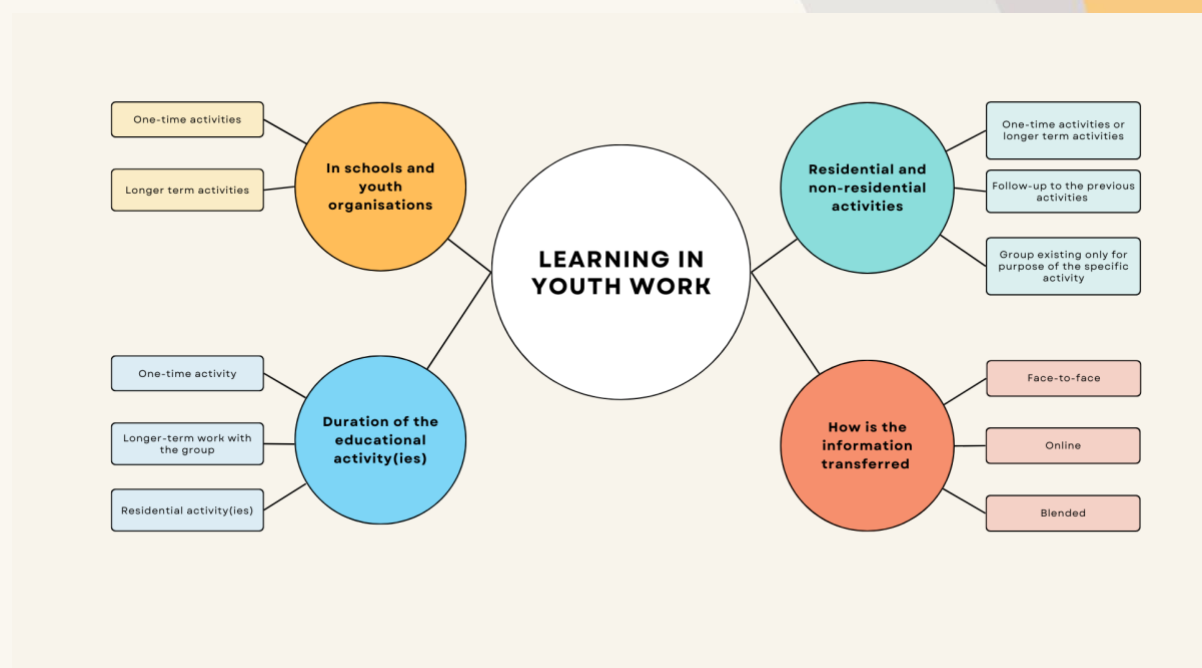 One-time activities
Longer term activities
In schools and
youth
organisations
LEARNING IN
YOUTH WORK
Residential and
non-residential
activities
One-time activities or
longer term activities
Follow-up to the previous
activities
Group existing only for
purpose of the specific
activity
One-time activity
Longer-term work with
the group
Residential activity(ies)
Duration of the
educational
activity(ies)
How is the
information
transferred
Face-to-face
Online
Blended